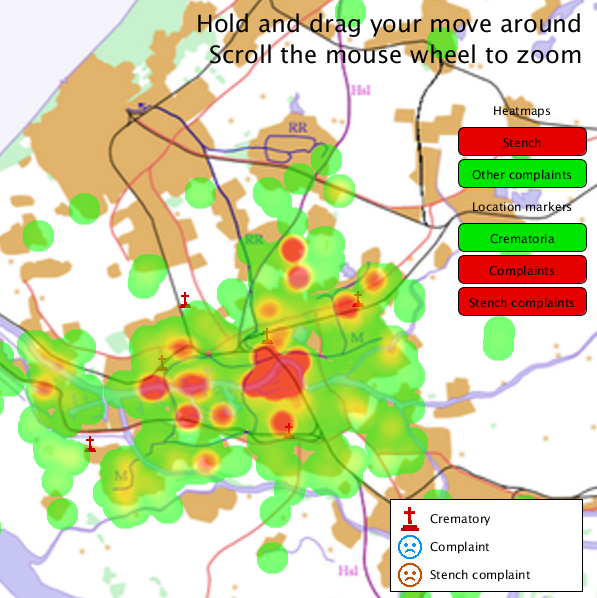 Hold and drag your move around
Scroll the mouse wheel to zoom
Hsl
Heatmaps
RR
Stench
Other complaints
Location markers
RR
Crematoria
Complaints
Stench complaints
M
M
Crematory
Complaint
Hsl
Stench complaint